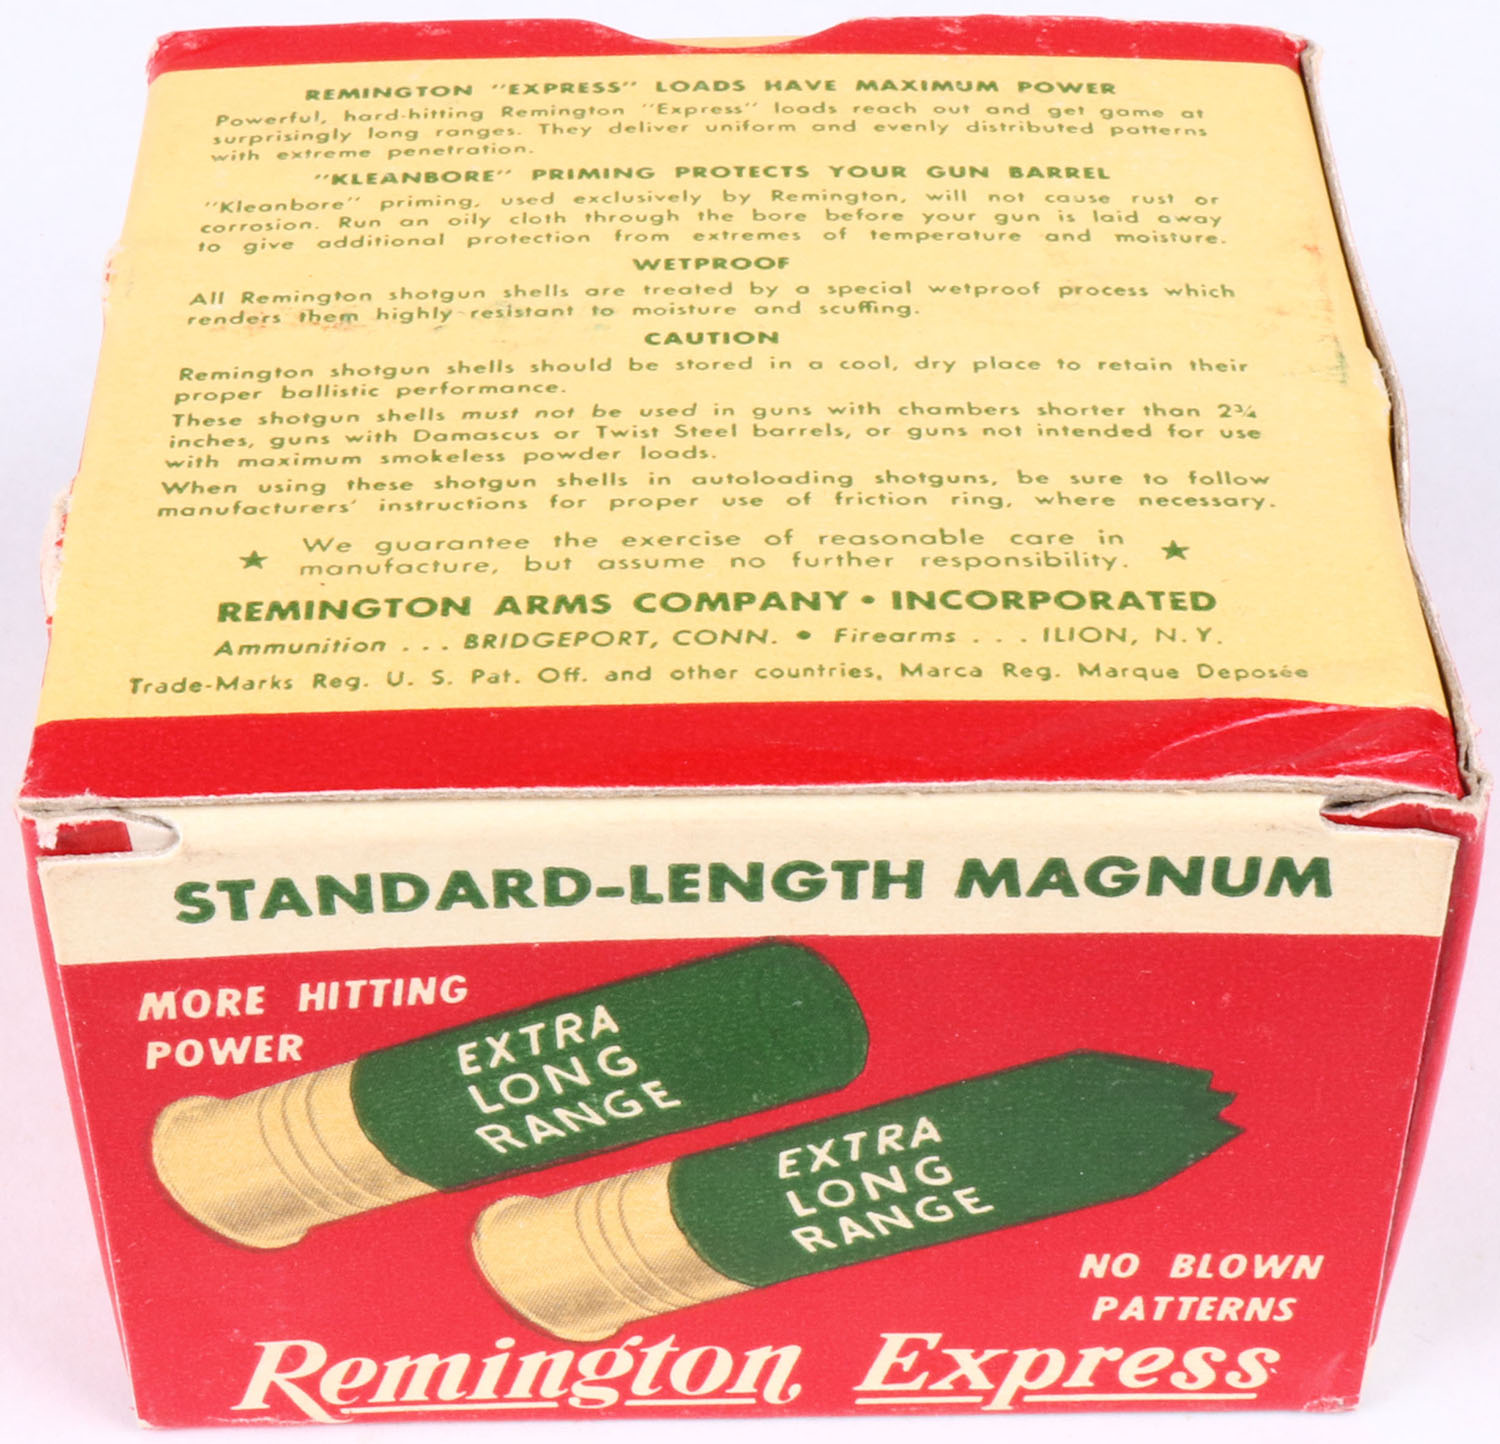 REMINGTON "EXPRESS" LOADS HAVE MAXIMUM POWER
Powerful, hard-hitting Remington "Express" loads reach out and get game at
surprisingly long ranges. They deliver uniform and evenly distributed patterns
with extreme penetration.
"KLEANBORE" PRIMING PROTECTS YOUR GUN BARREL
"Kleanbore" priming, used exclusively by Remington, will not cause rust or
corrosion. Run an oily cloth through the bore before your gun is laid away
to give additional protection from extremes of temperature and moisture.
WETPROOF
All Remington shotgun shells are treated by a special wetproof process which
renders them highly resistant to moisture and scuffing.
CAUTION
Remington shotgun shells should be stored in a cool, dry place to retain their
proper ballistic performance.
These shotgun shells must not be used in guns with chambers shorter than 2¾
inches, guns with Damascus or Twist Steel barrels, or guns not intended for use
with maximum smokeless powder loads.
When using these shotgun shells in autoloading shotguns, be sure to follow
manufacturers' instructions for proper use of friction ring, where necessary.
★ We guarantee the exercise of reasonable care in ★
manufacture, but assume no further responsibility.
REMINGTON ARMS COMPANY • INCORPORATED
Ammunition . . . BRIDGEPORT, CONN. • Firearms . . . ILION, N.Y.
Trade-Marks Reg. U. S. Pat. Off. and other countries, Marca Reg. Marque Deposée
STANDARD-LENGTH MAGNUM
MORE HITTING
POWER
EXTRA
LONG
RANGE
EXTRA
LONG
RANGE
NO BLOWN
PATTERNS
Remington Express